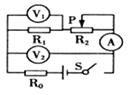 V₁
P
R₁ R₂ A
V₂
R₀ S